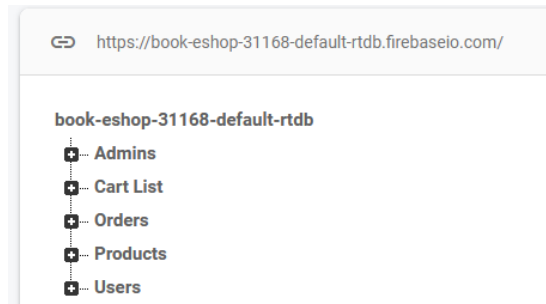 https://book-eshop-31168-default-rtdb.firebaseio.com/
book-eshop-31168-default-rtdb
Admins
Cart List
Orders
Products
Users